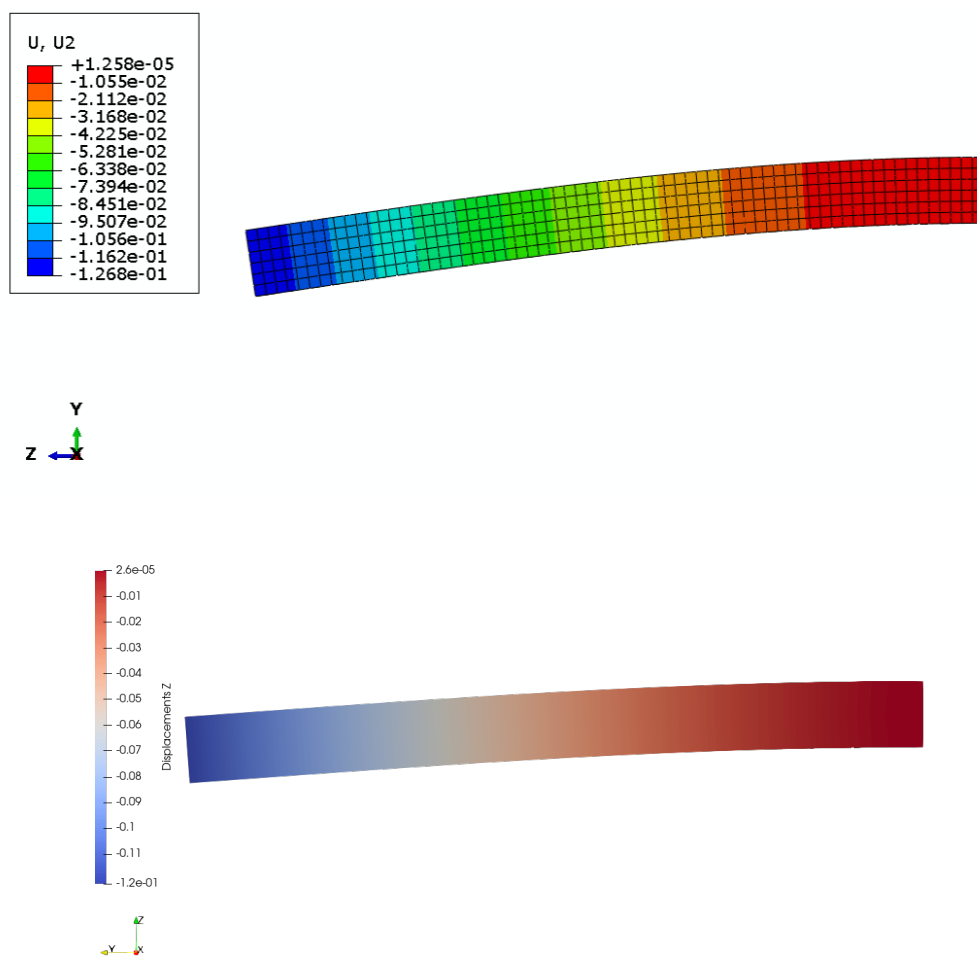 U, U2
+1.258e-05
-1.055e-02
-2.112e-02
-3.168e-02
-4.225e-02
-5.281e-02
-6.338e-02
-7.394e-02
-8.451e-02
-9.507e-02
-1.056e-01
-1.162e-01
-1.268e-01
Y
Z
X
2.6e-05
-0.01
-0.02
-0.03
-0.04
-0.05
-0.06
-0.07
-0.08
-0.09
-0.1
-0.11
-1.2e-01
Displacements Z
Z
Y
X